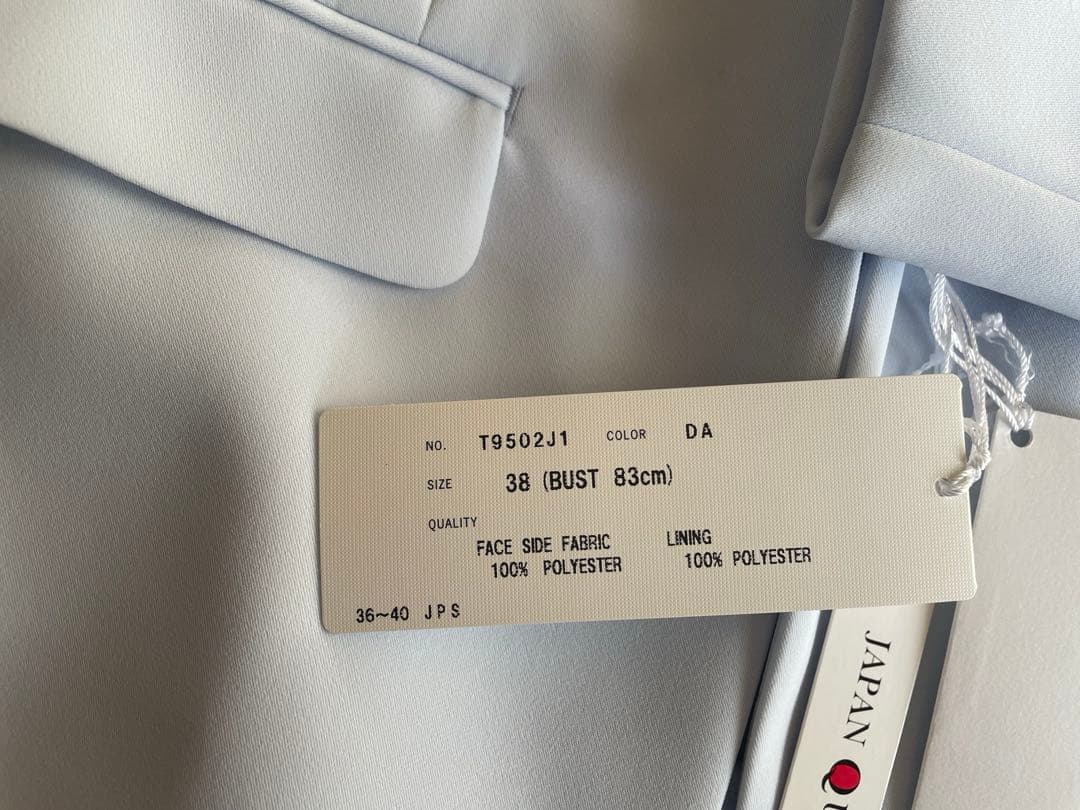 NO. T9502J1 COLOR DA
SIZE 38 (BUST 83cm)
QUALITY
FACE SIDE FABRIC LINING
100% POLYESTER 100% POLYESTER
36~40 JPS
JAPAN